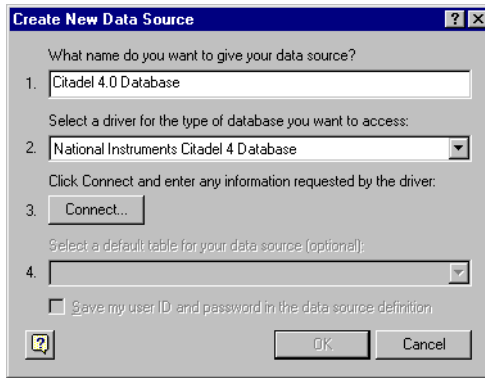 Create New Data Source
What name do you want to give your data source?
1. Citadel 4.0 Database
Select a driver for the type of database you want to access:
2. National Instruments Citadel 4 Database
Click Connect and enter any information requested by the driver:
3. Connect...
Select a default table for your data source (optional):
4.
Save my user ID and password in the data source definition
OK Cancel